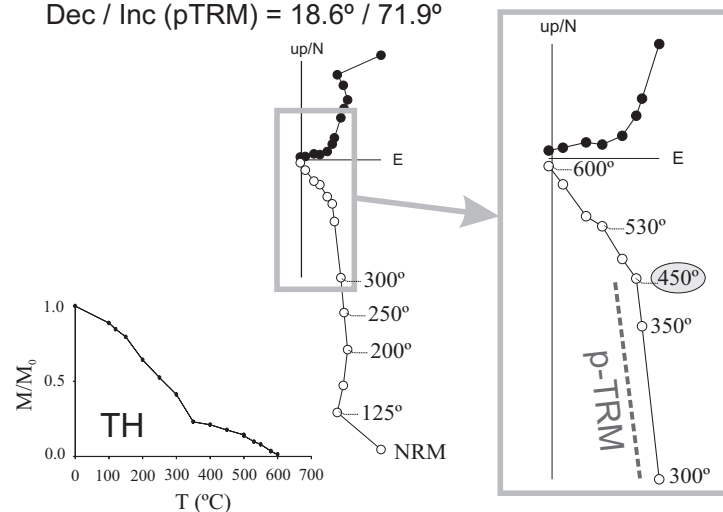 Dec / Inc (pTRM) = 18.6º / 71.9º
up/N
E
300º
250º
200º
125º
NRM
up/N
E
600º
530º
450º
350º
300º
p-TRM
1.0
0.5
0.0
M/M0
TH
0 100 200 300 400 500 600 700
T (ºC)